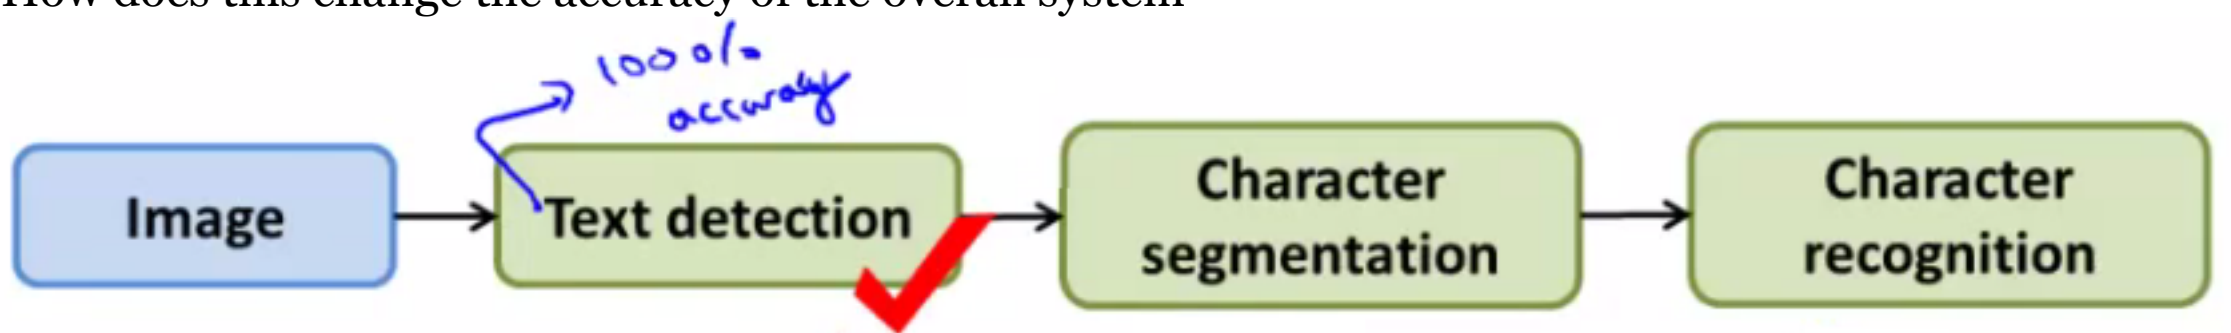 How does this change the accuracy of the overall system
100%
accuracy
Image
Text detection
Character
segmentation
Character
recognition